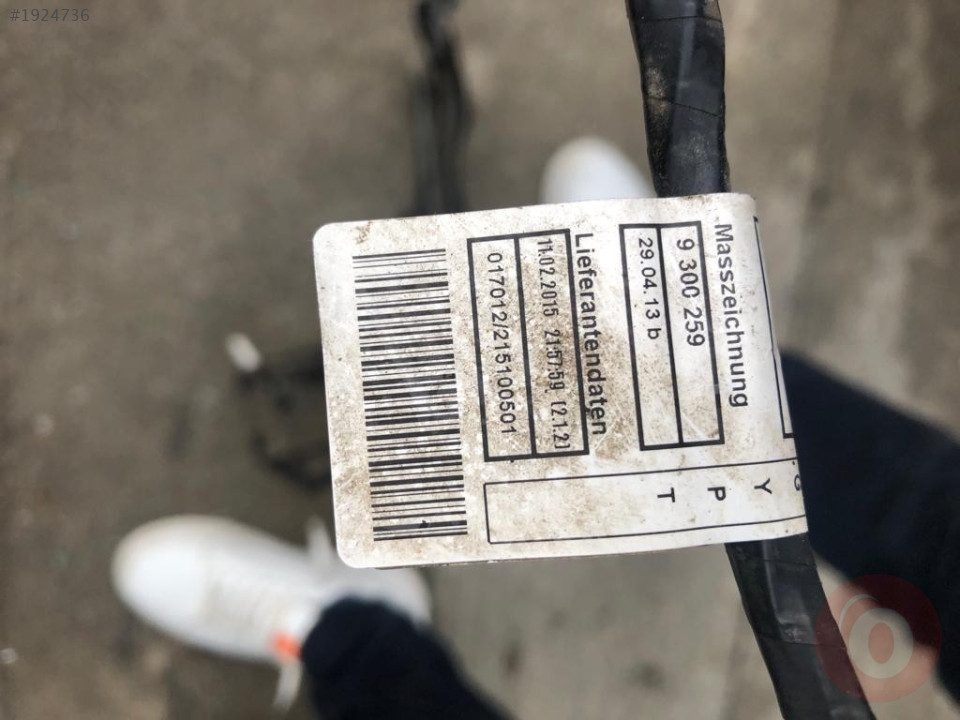 #1924736
Masszeichnung
9 300 259
29.04.13 b
Lieferantendaten
11.02.2015 21:57:59 [2.1.2]
017012/215100501
Y
P
T